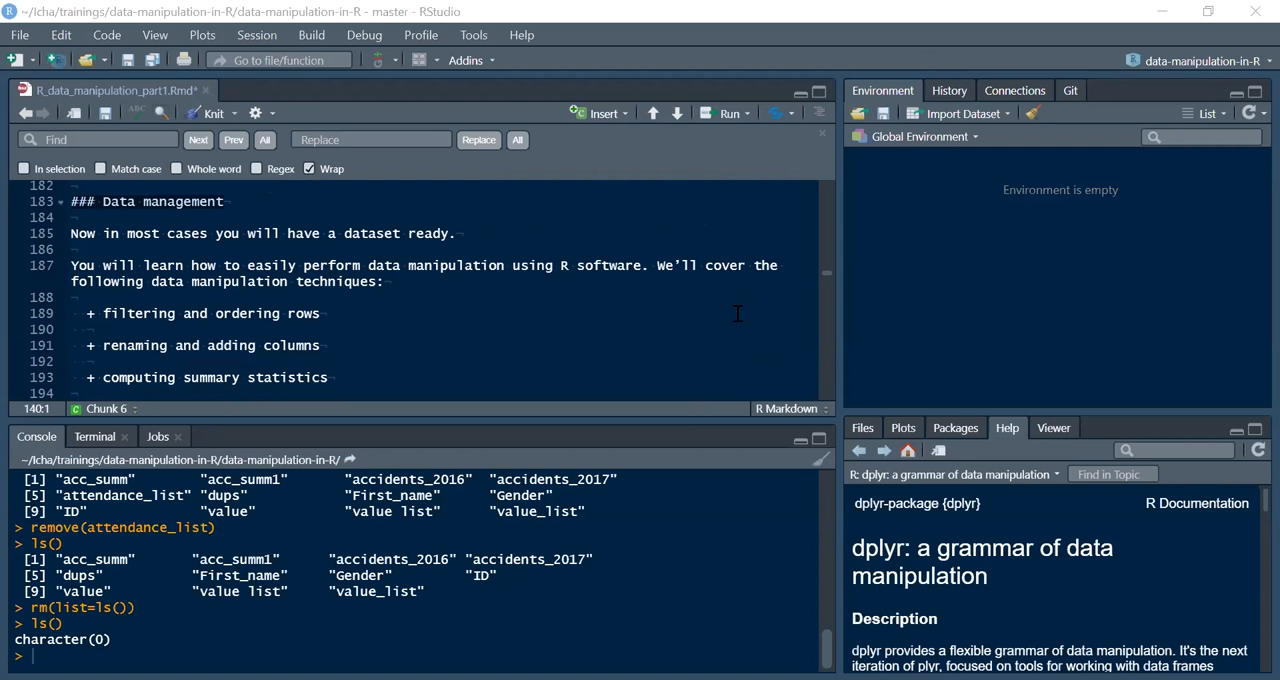 ~/Icha/trainings/data-manipulation-in-R/data-manipulation-in-R - master - RStudio
File Edit Code View Plots Session Build Debug Profile Tools Help
Go to file/function Addins data-manipulation-in-R
R_data_manipulation_part1.Rmd*
Knit Insert Run
Find Next Prev All Replace Replace All
In selection Match case Whole word Regex Wrap
182
183 ### Data management
184
185 Now in most cases you will have a dataset ready.
186
187 You will learn how to easily perform data manipulation using R software. We’ll cover the
following data manipulation techniques:
188
189 + filtering and ordering rows
190
191 + renaming and adding columns
192
193 + computing summary statistics
194
140:1 Chunk 6 R Markdown
Console Terminal Jobs
~/Icha/trainings/data-manipulation-in-R/data-manipulation-in-R/
[1] "acc_summ" "acc_summ1" "accidents_2016" "accidents_2017"
[5] "attendance_list" "dups" "First_name" "Gender"
[9] "ID" "value" "value list" "value_list"
> remove(attendance_list)
> ls()
[1] "acc_summ" "acc_summ1" "accidents_2016" "accidents_2017"
[5] "dups" "First_name" "Gender" "ID"
[9] "value" "value list" "value_list"
> rm(list=ls())
> ls()
character(0)
>
Environment History Connections Git
Import Dataset List
Global Environment
Environment is empty
Files Plots Packages Help Viewer
R: dplyr: a grammar of data manipulation Find in Topic
dplyr-package {dplyr} R Documentation
dplyr: a grammar of data
manipulation
Description
dplyr provides a flexible grammar of data manipulation. It's the next
iteration of plyr, focused on tools for working with data frames